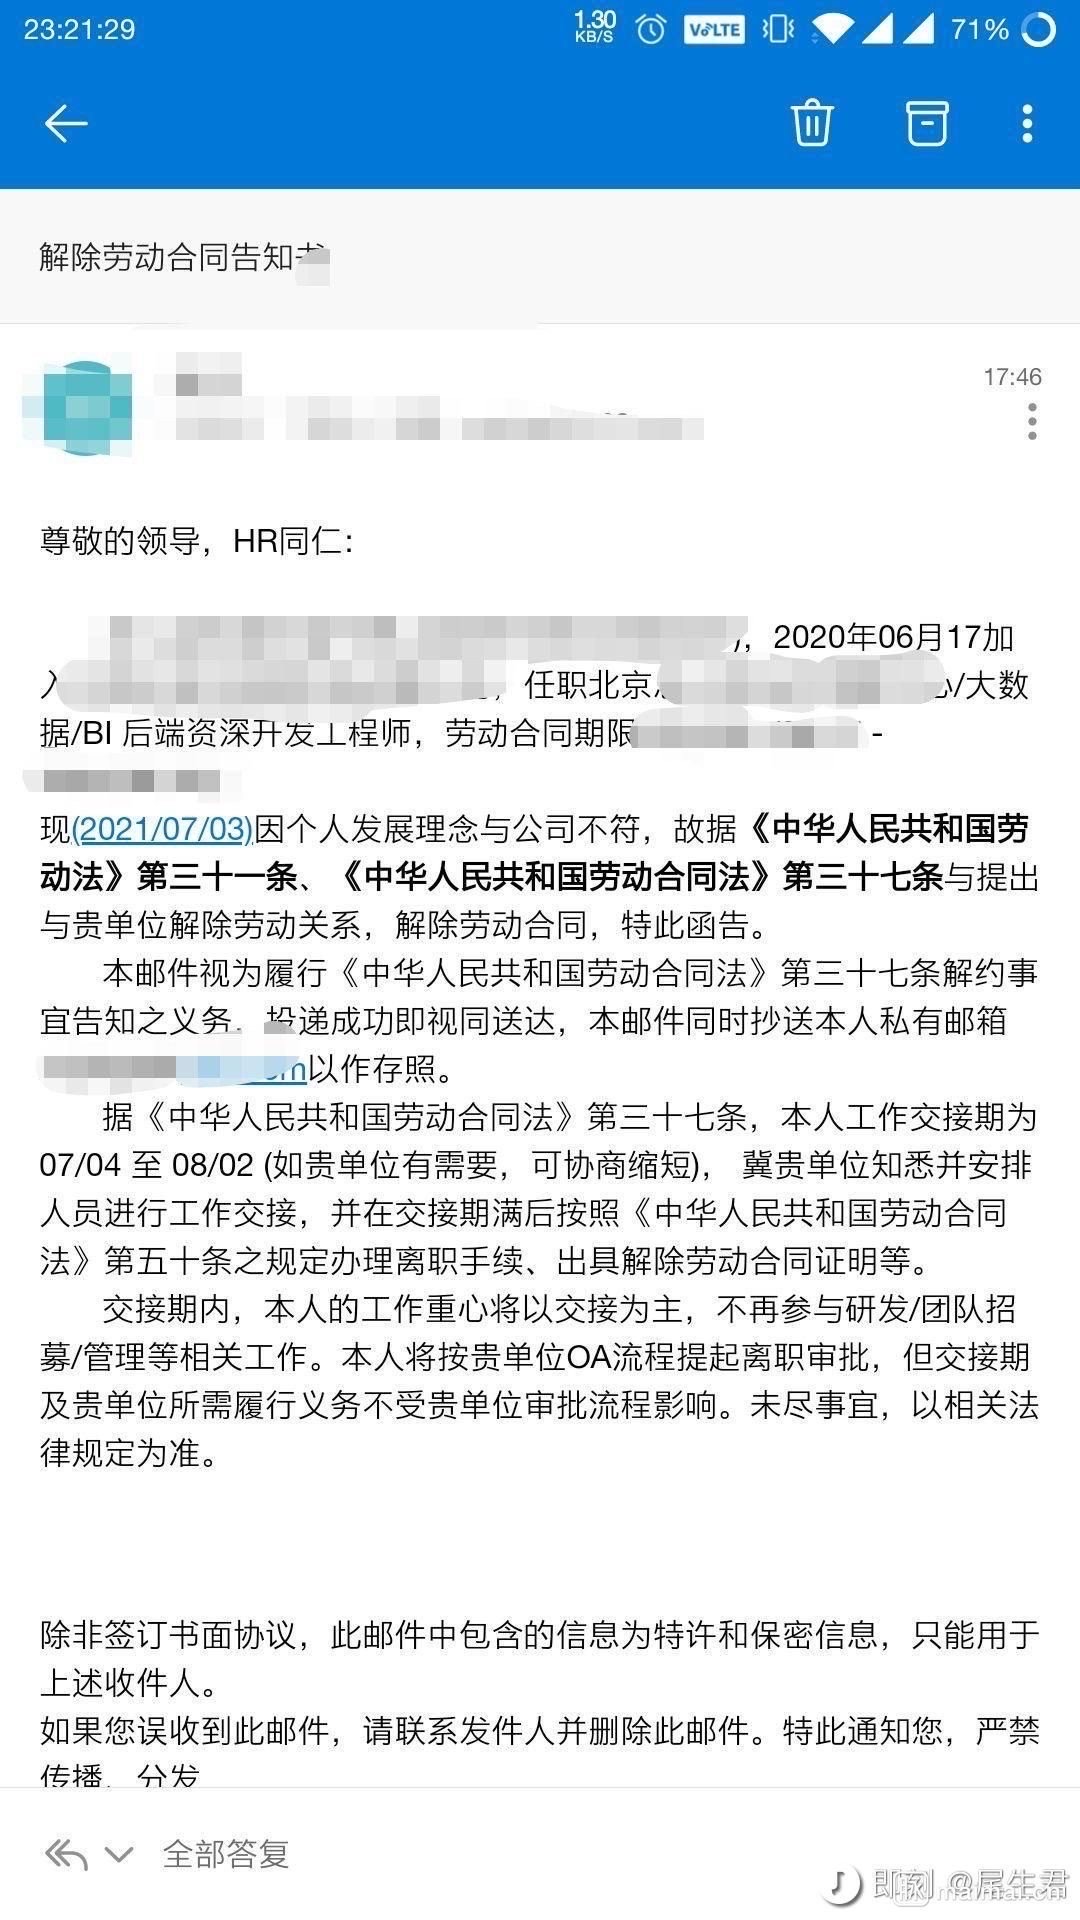 23:21:29
1.30
KB/S
VoLTE
71%
解除劳动合同告知书
17:46
尊敬的领导，HR同仁：
)，2020年06月17加
入，任职北京心/大数
据/BI 后端资深开发工程师，劳动合同期限 -
现(2021/07/03)因个人发展理念与公司不符，故据《中华人民共和国劳
动法》第三十一条、《中华人民共和国劳动合同法》第三十七条与提出
与贵单位解除劳动关系，解除劳动合同，特此函告。
本邮件视为履行《中华人民共和国劳动合同法》第三十七条解约事
宜告知之义务，投递成功即视同送达，本邮件同时抄送本人私有邮箱
以作存照。
据《中华人民共和国劳动合同法》第三十七条，本人工作交接期为
07/04 至 08/02 (如贵单位有需要，可协商缩短)， 冀贵单位知悉并安排
人员进行工作交接，并在交接期满后按照《中华人民共和国劳动合同
法》第五十条之规定办理离职手续、出具解除劳动合同证明等。
交接期内，本人的工作重心将以交接为主，不再参与研发/团队招
募/管理等相关工作。本人将按贵单位OA流程提起离职审批，但交接期
及贵单位所需履行义务不受贵单位审批流程影响。未尽事宜，以相关法
律规定为准。
除非签订书面协议，此邮件中包含的信息为特许和保密信息，只能用于
上述收件人。
如果您误收到此邮件，请联系发件人并删除此邮件。特此通知您，严禁
传播、分发
全部答复
即刻 @尾生君
maimai.cn